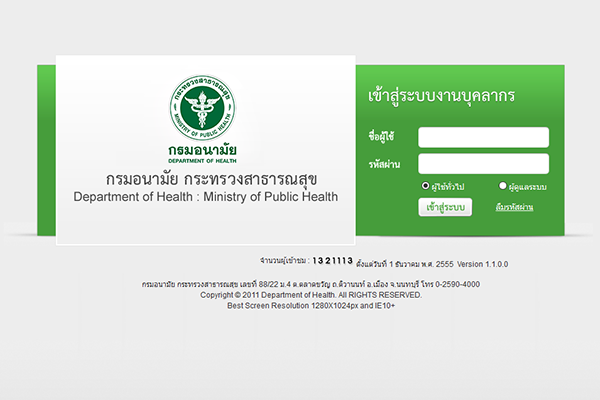 กระทรวงสาธารณสุข
MINISTRY OF PUBLIC HEALTH
กรมอนามัย
DEPARTMENT OF HEALTH
กรมอนามัย กระทรวงสาธารณสุข
Department of Health : Ministry of Public Health
เข้าสู่ระบบงานบุคลากร
ชื่อผู้ใช้
รหัสผ่าน
ผู้ใช้ทั่วไป ผู้ดูแลระบบ
เข้าสู่ระบบ ลืมรหัสผ่าน
จำนวนผู้เข้าชม : 1321113 ตั้งแต่วันที่ 1 ธันวาคม พ.ศ. 2555 Version 1.1.0.0
กรมอนามัย กระทรวงสาธารณสุข เลขที่ 88/22 ม.4 ต.ตลาดขวัญ ถ.ติวานนท์ อ.เมือง จ.นนทบุรี โทร 0-2590-4000
Copyright © 2011 Department of Health. All RIGHTS RESERVED.
Best Screen Resolution 1280X1024px and IE10+